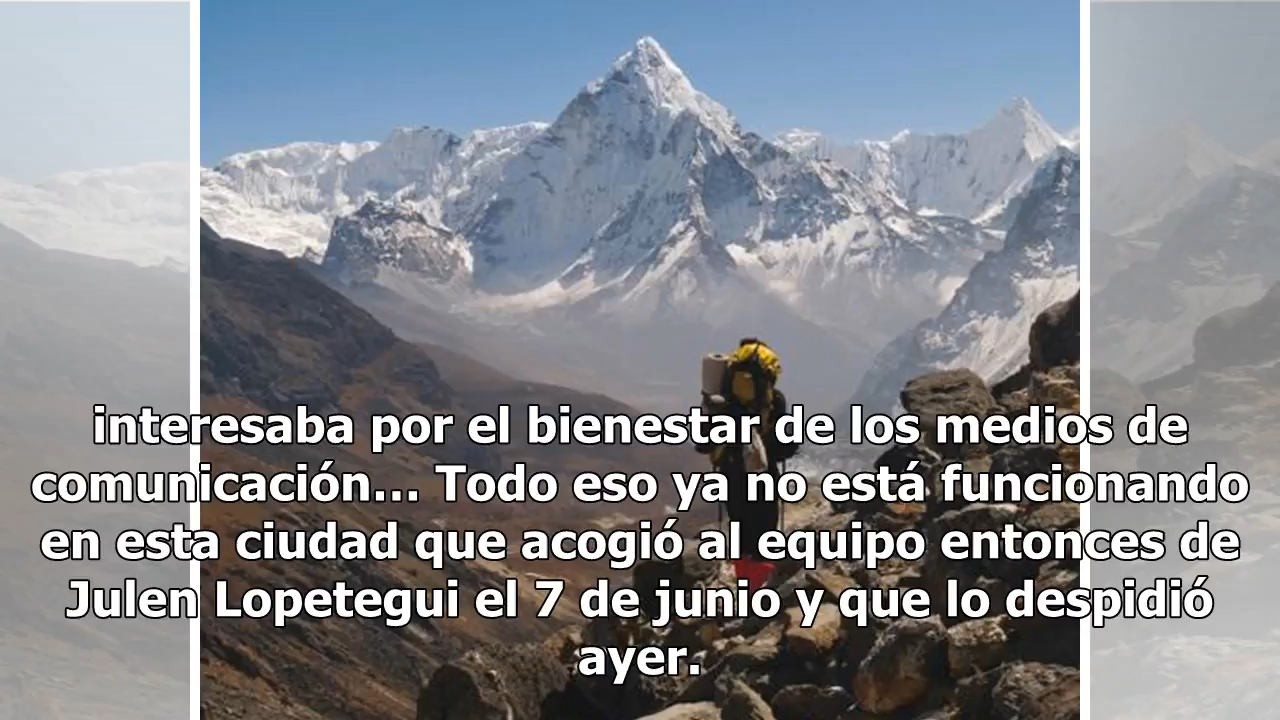 interesaba por el bienestar de los medios de
comunicación... Todo eso ya no está funcionando
en esta ciudad que acogió al equipo entonces de
Julen Lopetegui el 7 de junio y que lo despidió
ayer.